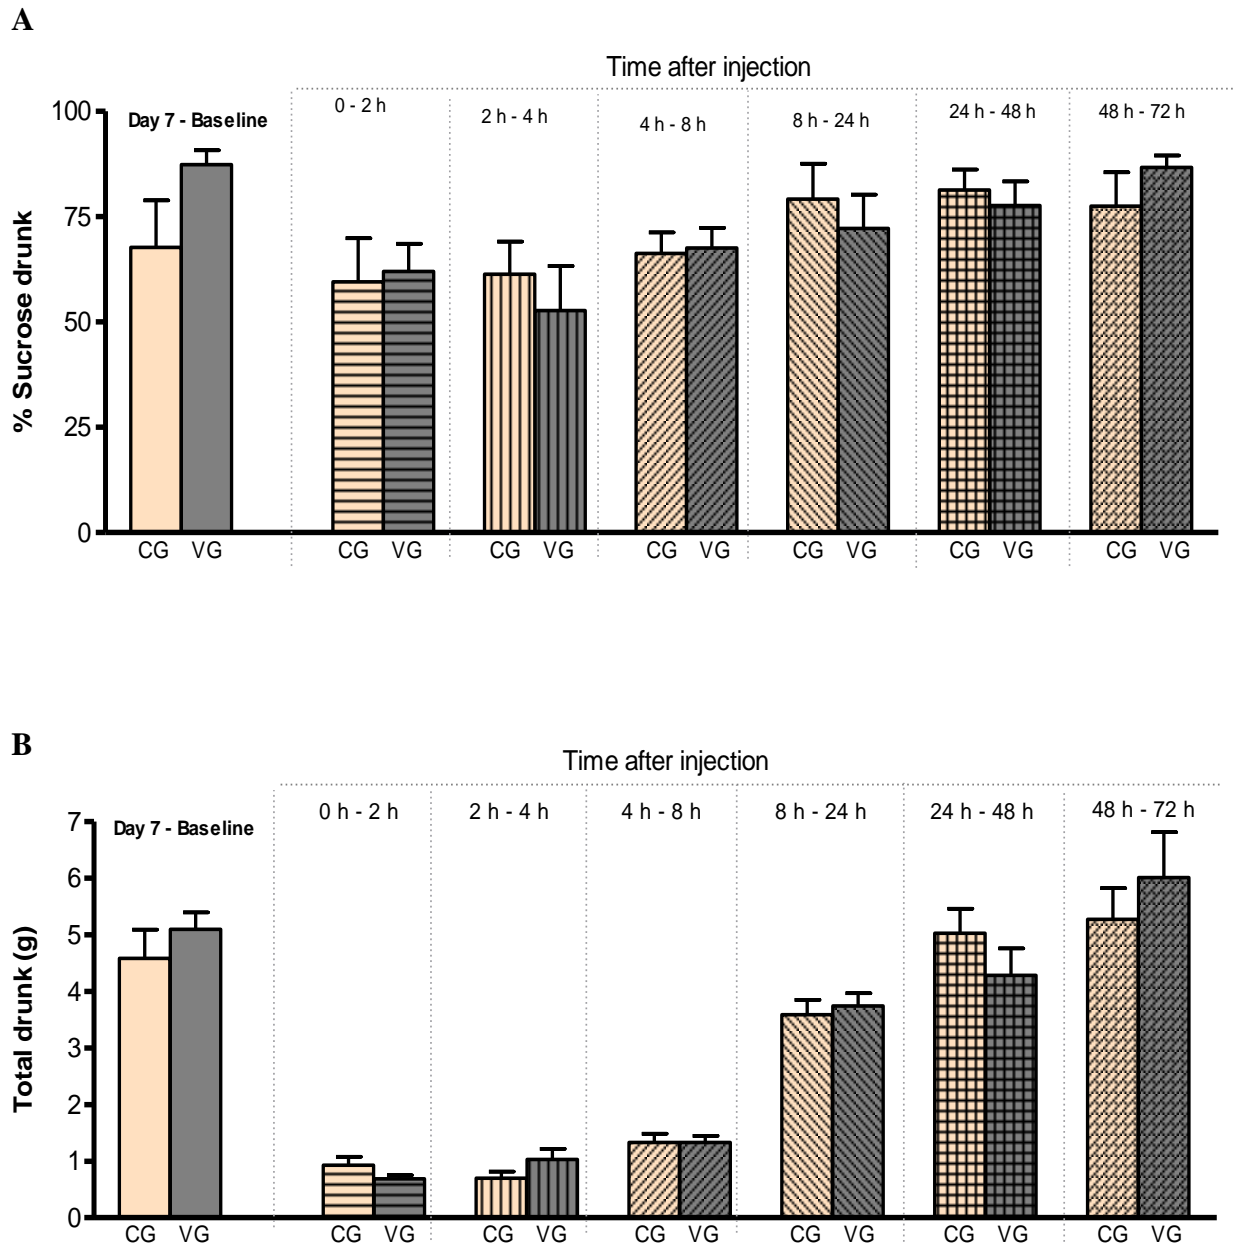 A
Time after injection
Day 7 - Baseline
0 - 2 h
2 h - 4 h
4 h - 8 h
8 h - 24 h
24 h - 48 h
48 h - 72 h
% Sucrose drunk
100
75
50
25
0
CG VG CG VG CG VG CG VG CG VG CG VG CG VG
B
Time after injection
Day 7 - Baseline
0 h - 2 h
2 h - 4 h
4 h - 8 h
8 h - 24 h
24 h - 48 h
48 h - 72 h
Total drunk (g)
7
6
5
4
3
2
1
0
CG VG CG VG CG VG CG VG CG VG CG VG CG VG